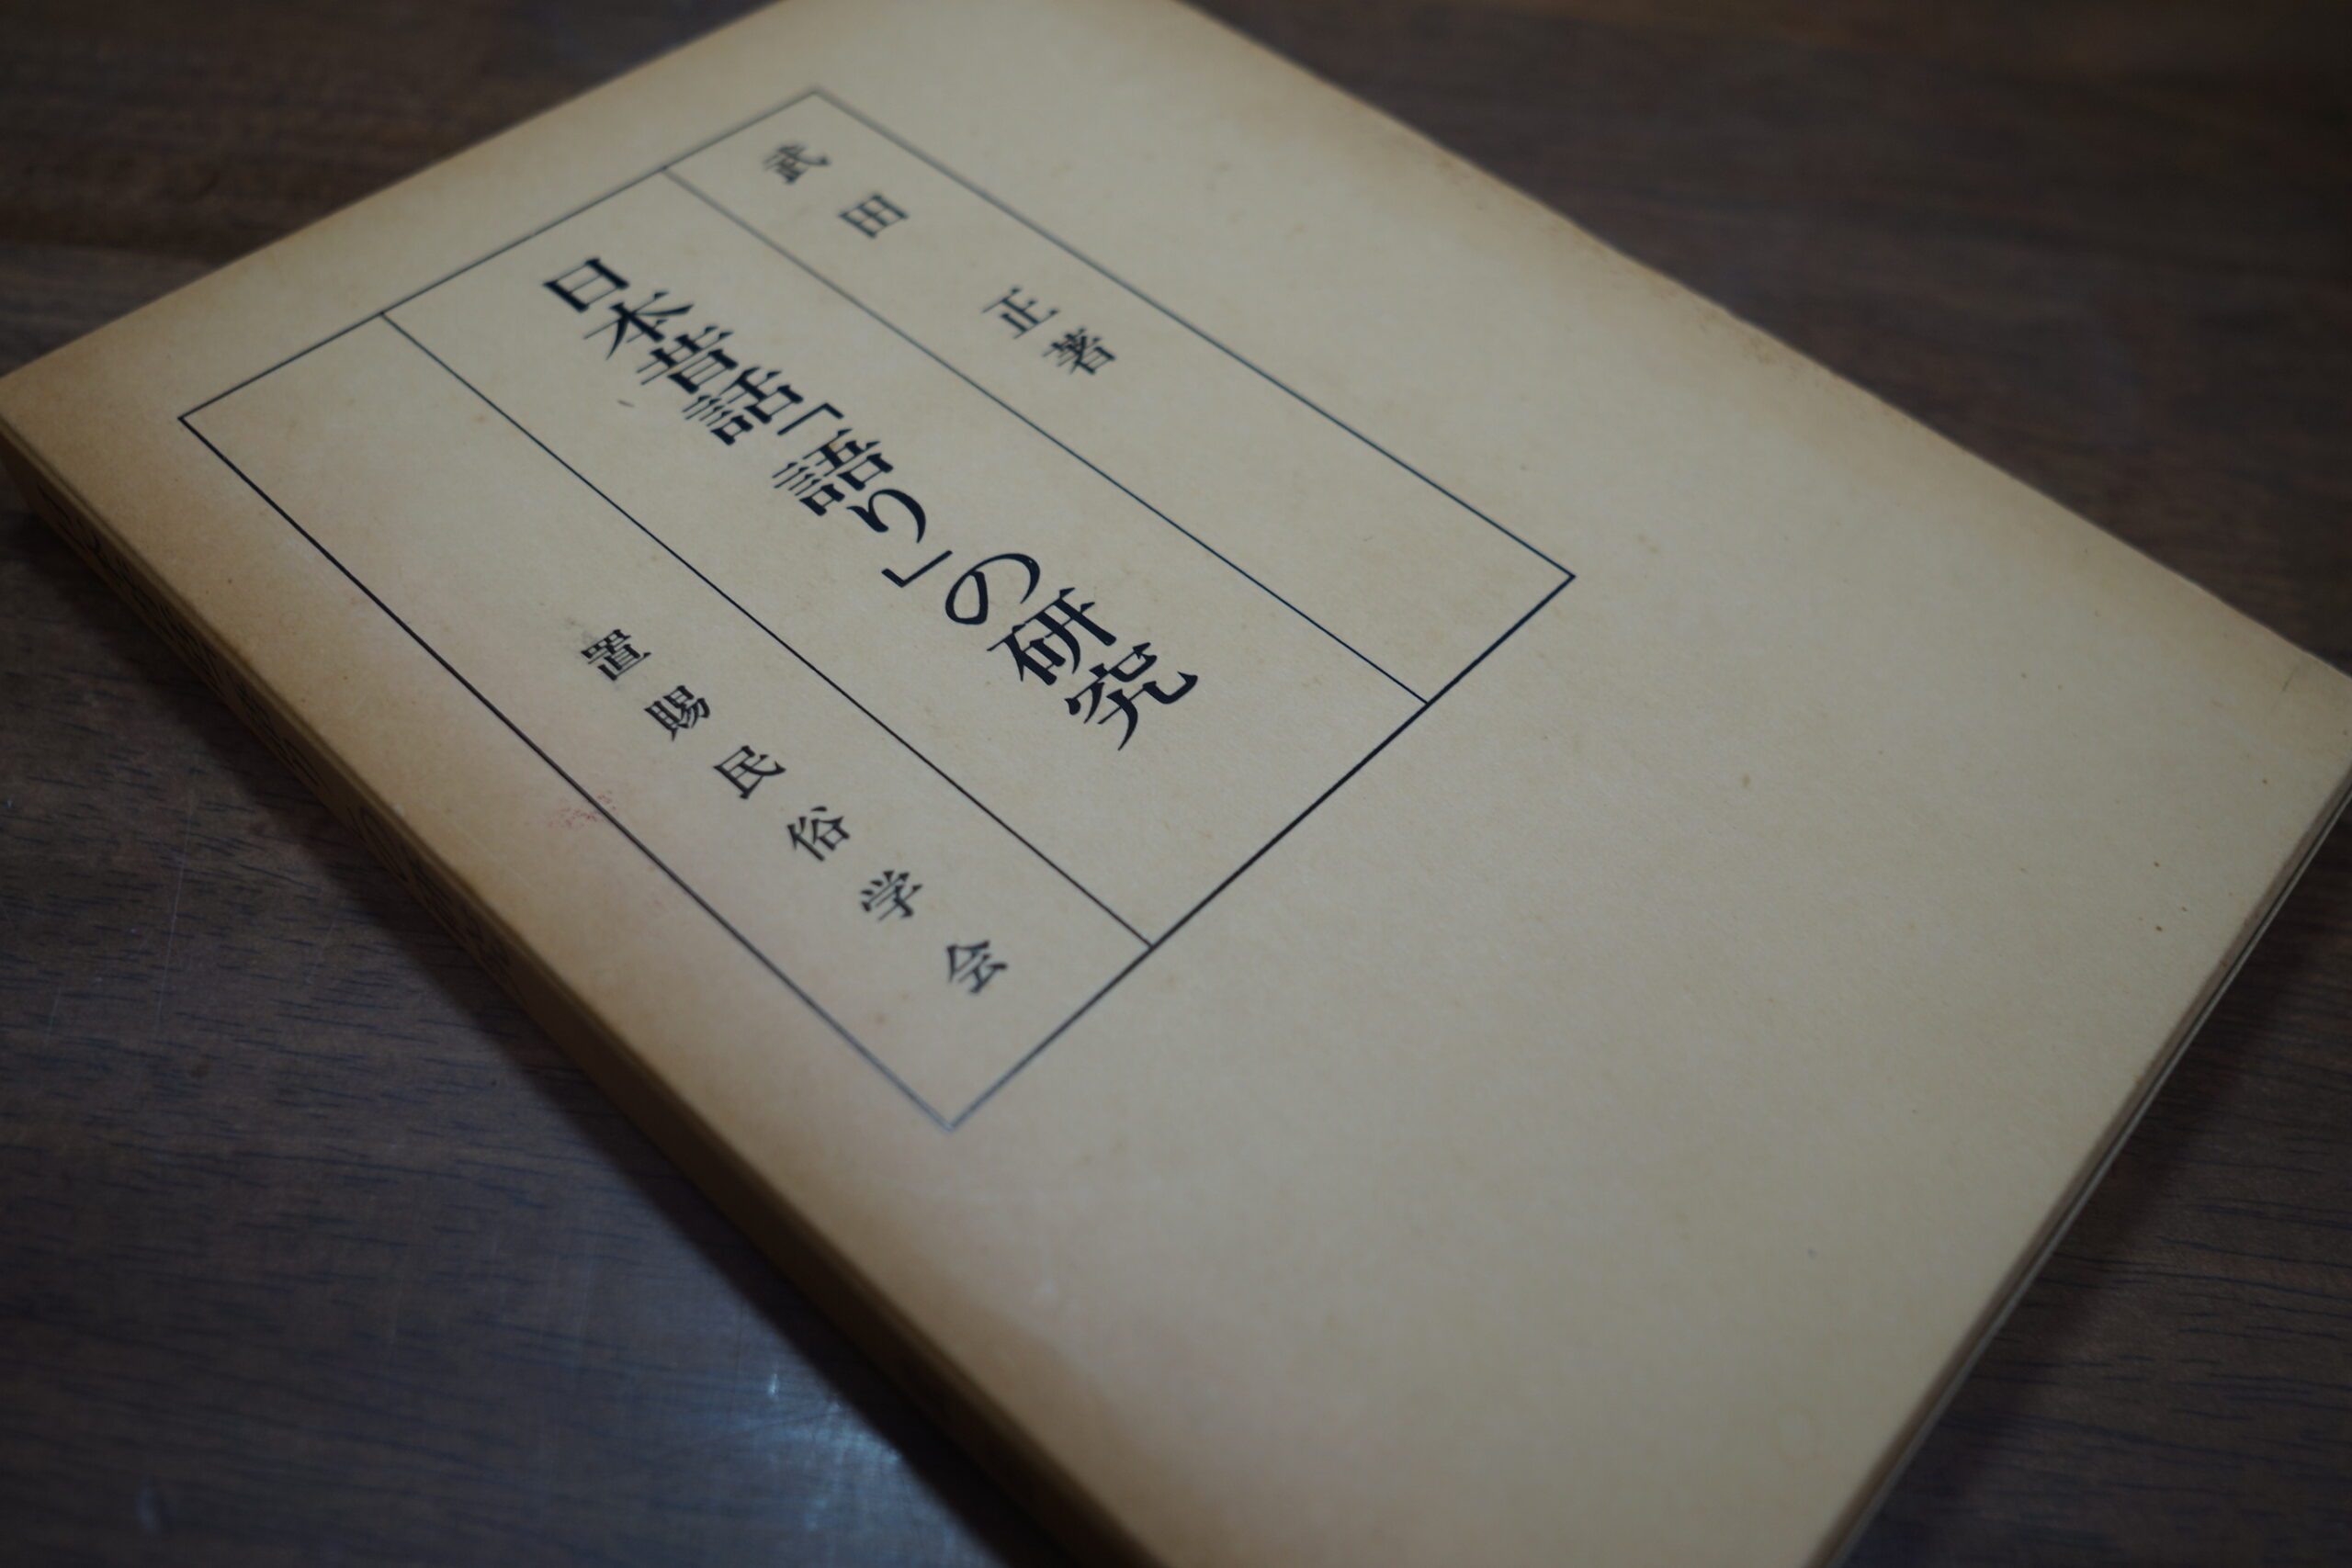 武田正著
日本昔話「語り」の研究
置賜民俗学会